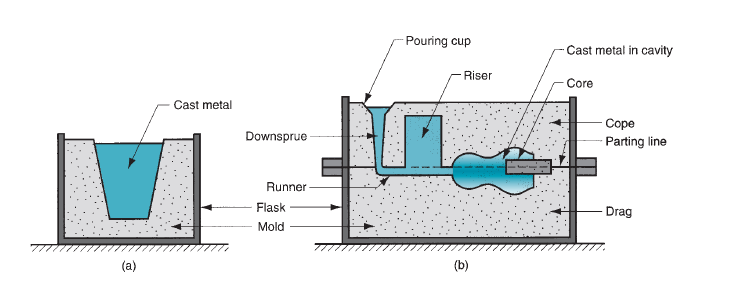 Pouring cup
Cast metal in cavity
Riser
Core
Cast metal
Cope
Downsprue
Parting line
Runner
Flask
Drag
Mold
(a)
(b)